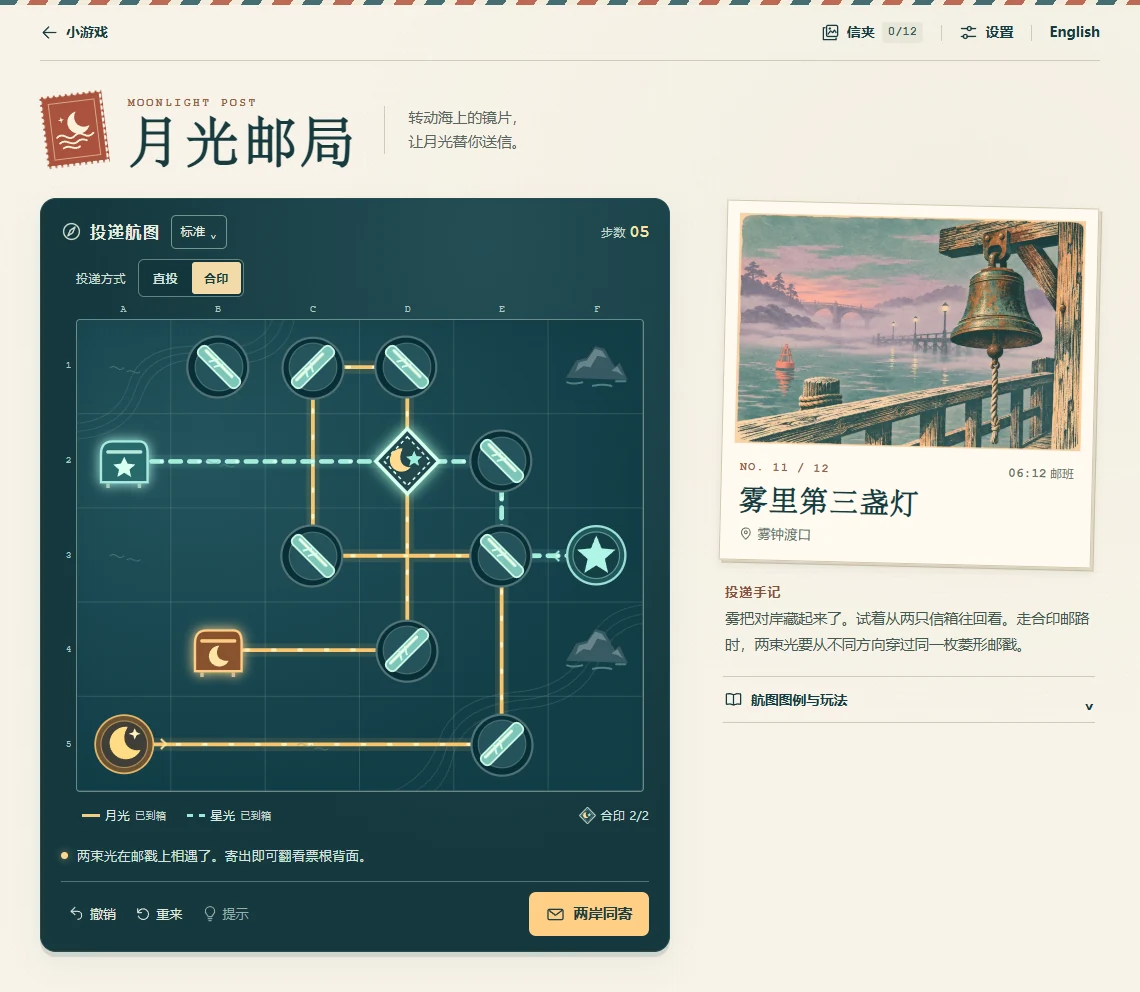 小游戏
信夹 0/12
设置
English
MOONLIGHT POST
月光邮局
转动海上的镜片，
让月光替你送信。
投递航图 标准
步数 05
投递方式 直投 合印
A B C D E F
1
2
3
4
5
月光 已到箱 星光 已到箱
合印 2/2
两束光在邮戳上相遇了。寄出即可翻看票根背面。
撤销 重来 提示
两岸同寄
NO. 11 / 12
06:12 邮班
雾里第三盏灯
雾钟渡口
投递手记
雾把对岸藏起来了。试着从两只信箱往回看。走合印邮路
时，两束光要从不同方向穿过同一枚菱形邮戳。
航图图例与玩法